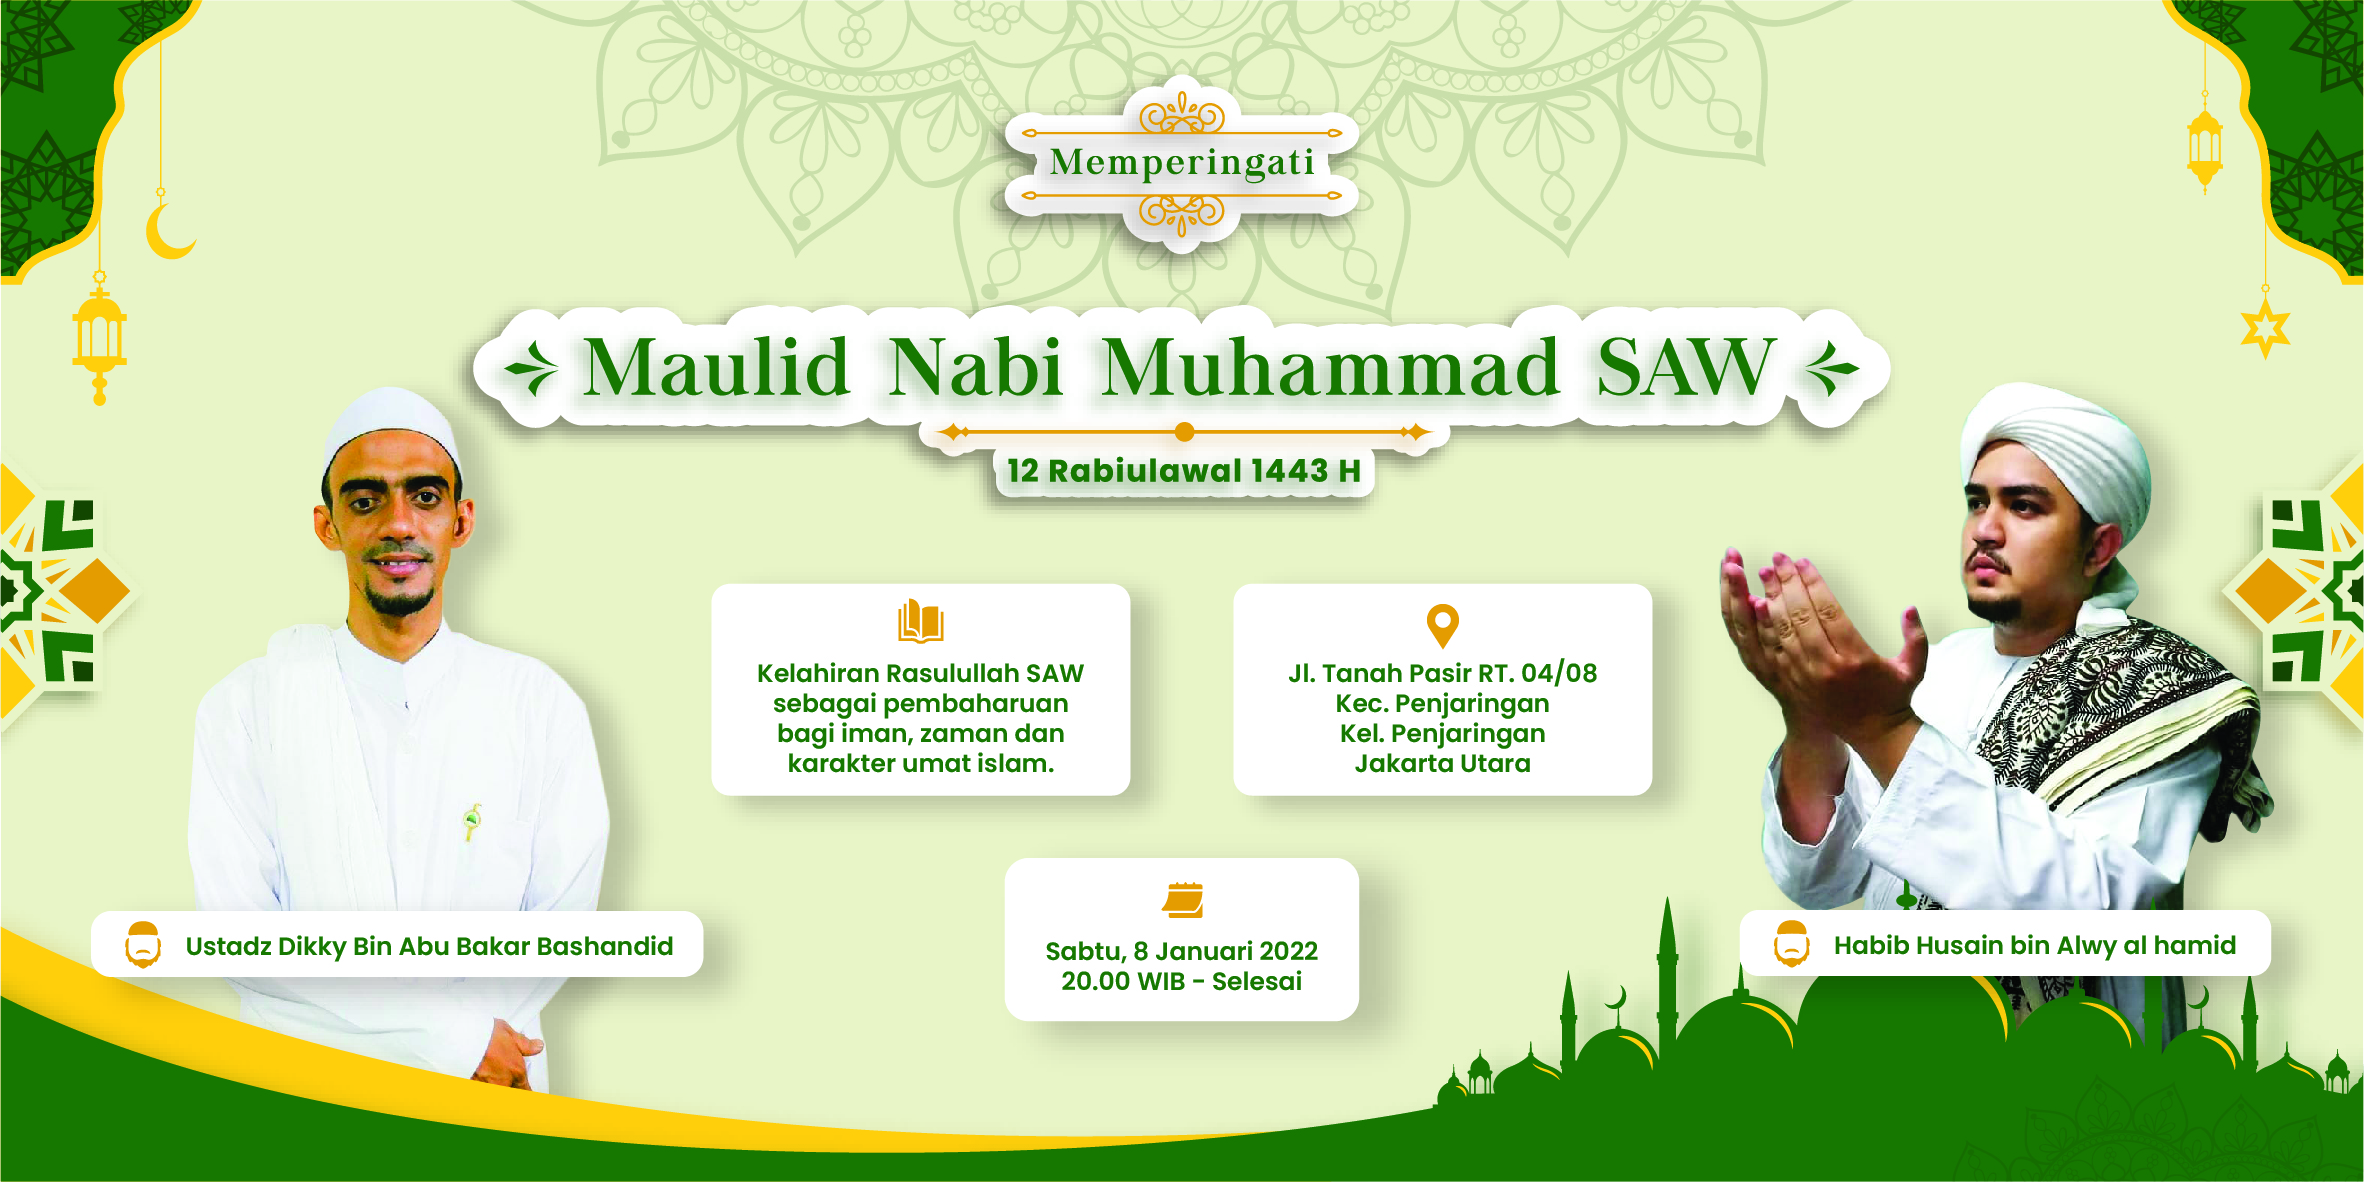 Memperingati
Maulid Nabi Muhammad SAW
12 Rabiulawal 1443 H
Kelahiran Rasulullah SAW
sebagai pembaharuan
bagi iman, zaman dan
karakter umat islam.
Jl. Tanah Pasir RT. 04/08
Kec. Penjaringan
Kel. Penjaringan
Jakarta Utara
Sabtu, 8 Januari 2022
20.00 WIB - Selesai
Ustadz Dikky Bin Abu Bakar Bashandid
Habib Husain bin Alwy al hamid